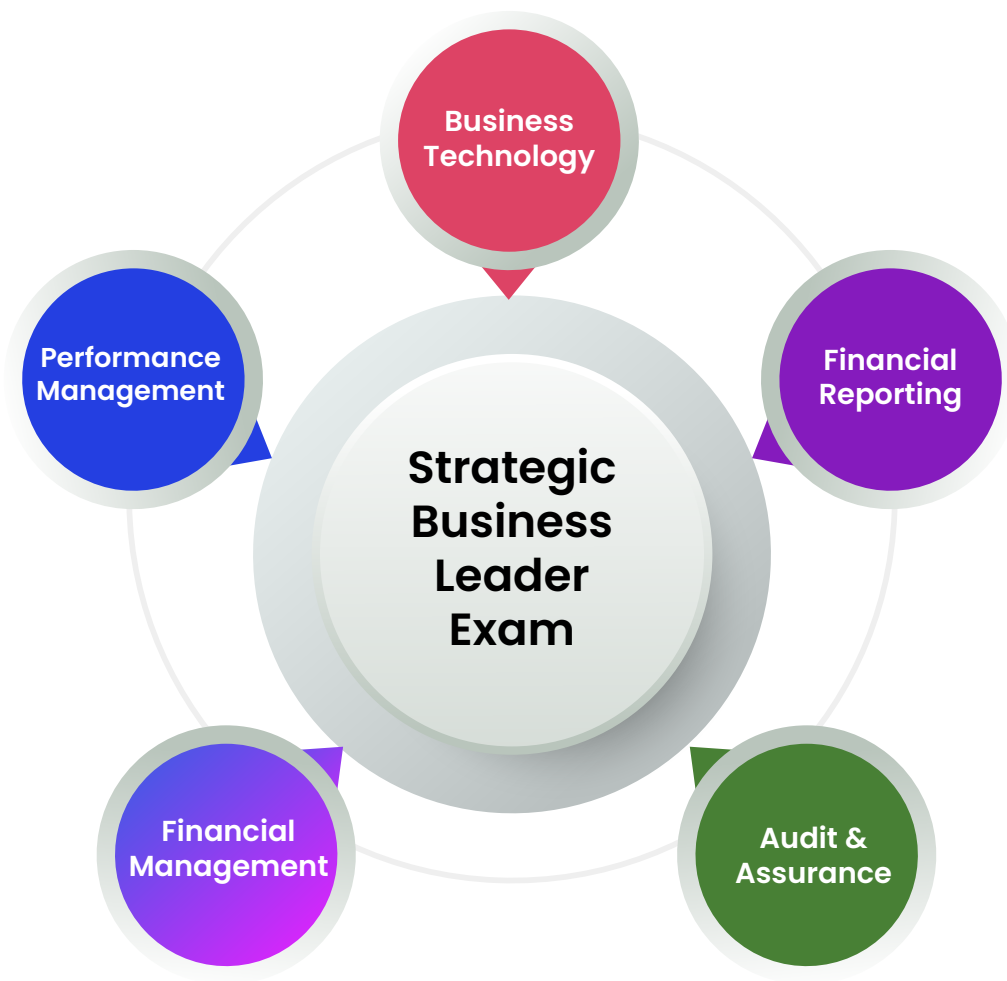 Business
Technology
Performance
Management
Financial
Reporting
Strategic
Business
Leader
Exam
Financial
Management
Audit &
Assurance